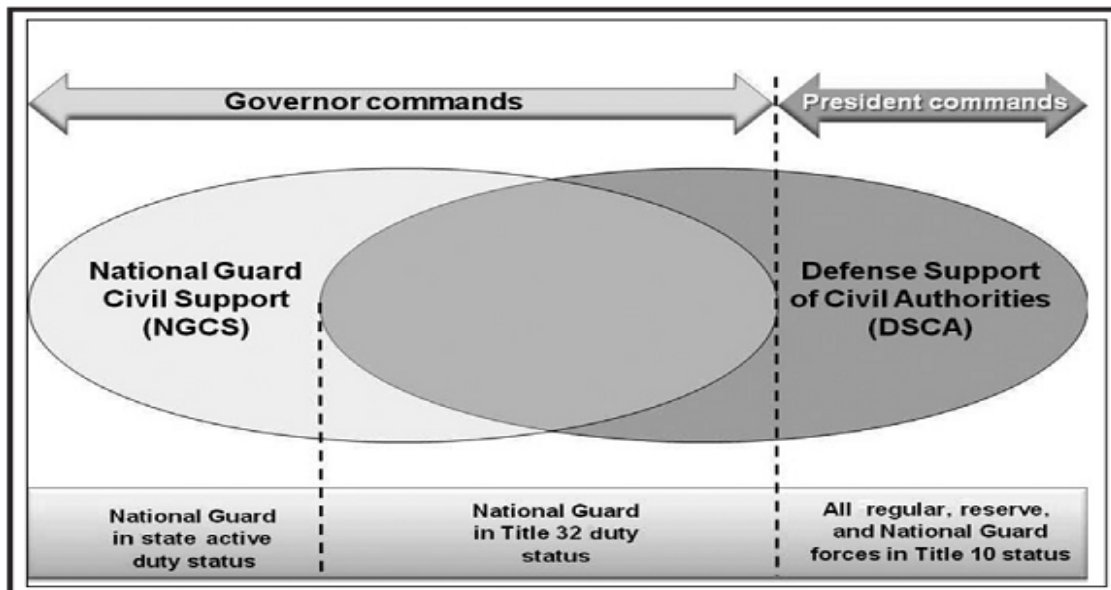 Governor commands
President commands
National Guard
Civil Support
(NGCS)
Defense Support
of Civil Authorities
(DSCA)
National Guard
in state active
duty status
National Guard
in Title 32 duty
status
All regular, reserve,
and National Guard
forces in Title 10 status